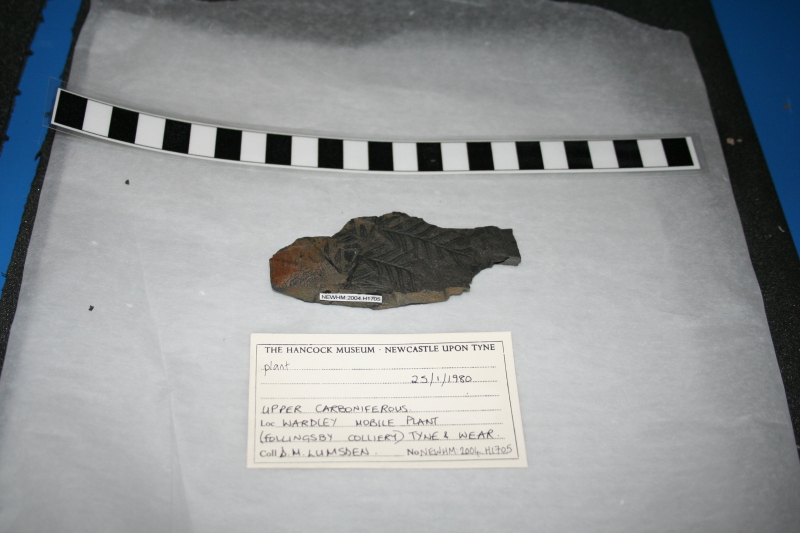 NEWHM:2004.H1705
THE HANCOCK MUSEUM · NEWCASTLE UPON TYNE
plant
25/1/1980
UPPER CARBONIFEROUS.
Loc WARDLEY MOBILE PLANT
(FOLLINGSBY COLLIERY) TYNE & WEAR.
Coll D.M. LUMSDEN. No NEWHM:2004.H1705